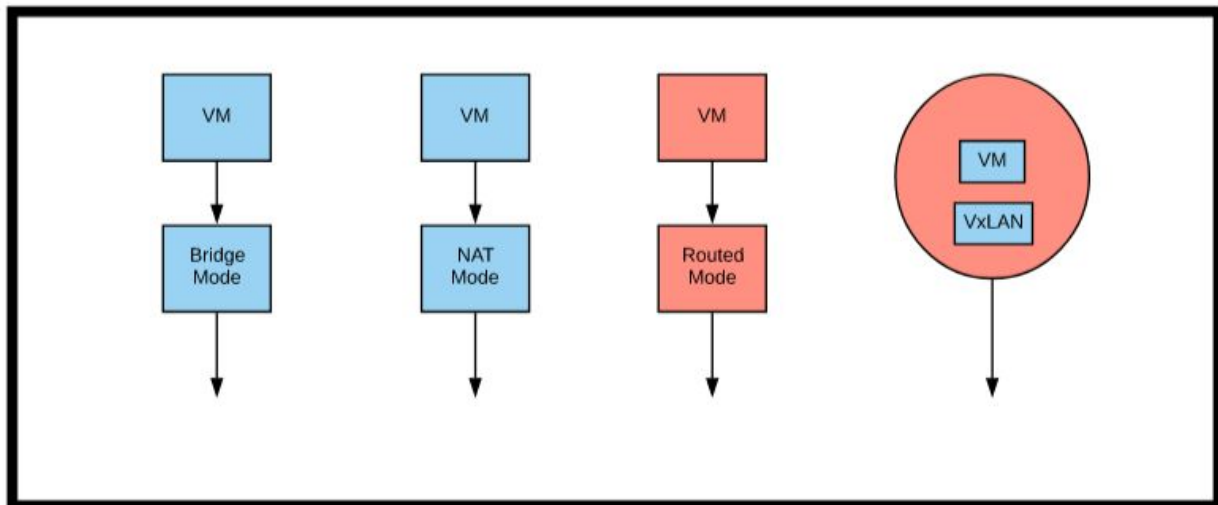 VM
VM
VM
VM
VxLAN
Bridge
Mode
NAT
Mode
Routed
Mode